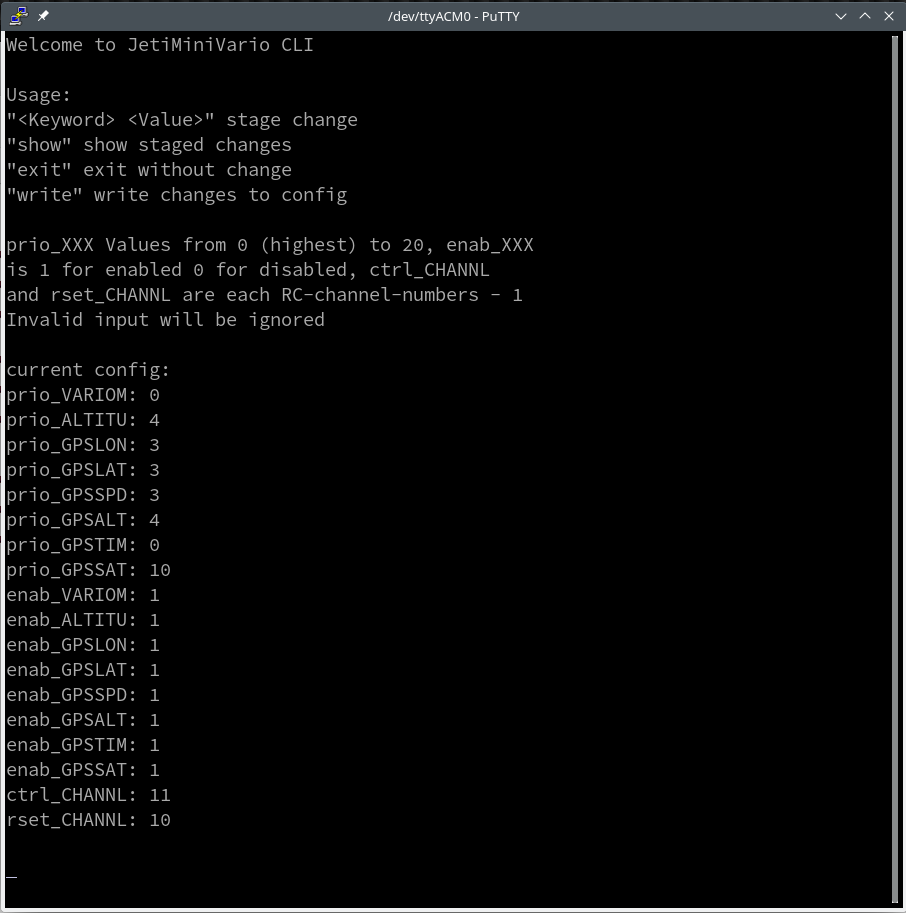 /dev/ttyACM0 - PuTTY
Welcome to JetiMiniVario CLI
Usage:
"<Keyword> <Value>" stage change
"show" show staged changes
"exit" exit without change
"write" write changes to config
prio_XXX Values from 0 (highest) to 20, enab_XXX
is 1 for enabled 0 for disabled, ctrl_CHANNL
and rset_CHANNL are each RC-channel-numbers - 1
Invalid input will be ignored
current config:
prio_VARIOM: 0
prio_ALTITU: 4
prio_GPSLON: 3
prio_GPSLAT: 3
prio_GPSSPD: 3
prio_GPSALT: 4
prio_GPSTIM: 0
prio_GPSSAT: 10
enab_VARIOM: 1
enab_ALTITU: 1
enab_GPSLON: 1
enab_GPSLAT: 1
enab_GPSSPD: 1
enab_GPSALT: 1
enab_GPSTIM: 1
enab_GPSSAT: 1
ctrl_CHANNL: 11
rset_CHANNL: 10